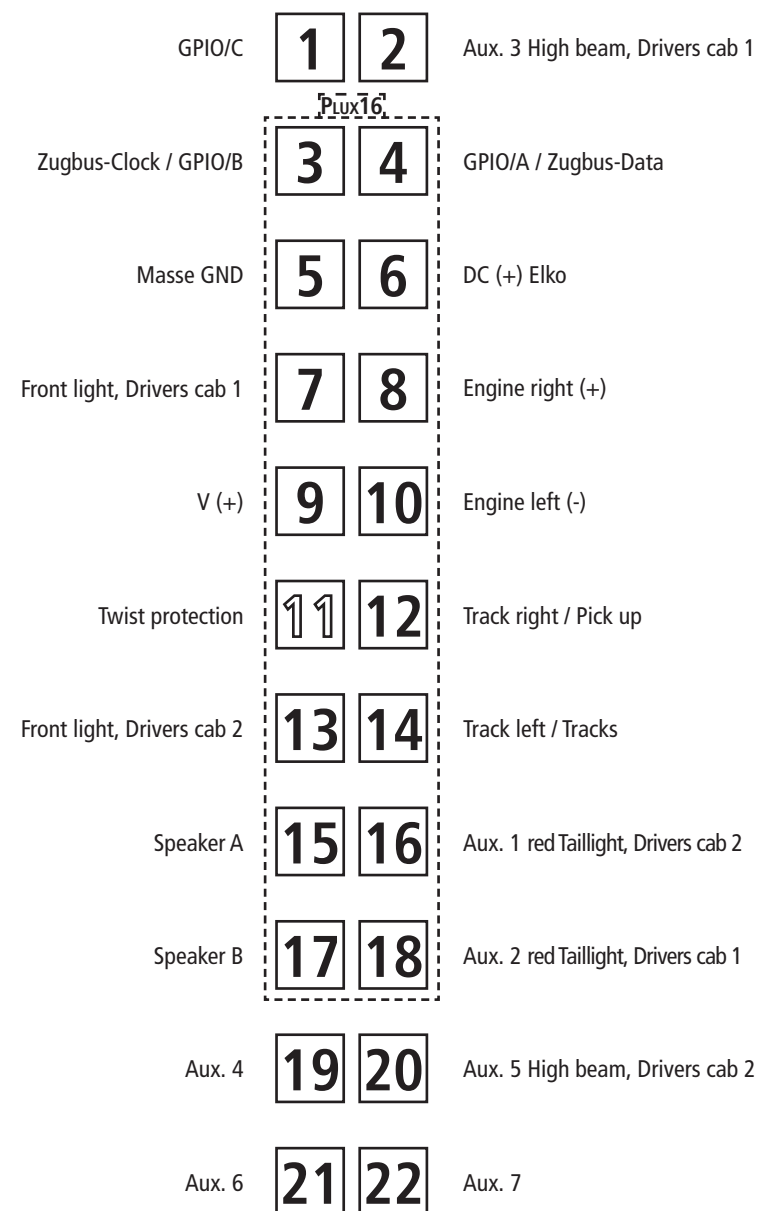 GPIO/C 1 2 Aux. 3 High beam, Drivers cab 1
PLUX16
Zugbus-Clock / GPIO/B 3 4 GPIO/A / Zugbus-Data
Masse GND 5 6 DC (+) Elko
Front light, Drivers cab 1 7 8 Engine right (+)
V (+) 9 10 Engine left (-)
Twist protection 11 12 Track right / Pick up
Front light, Drivers cab 2 13 14 Track left / Tracks
Speaker A 15 16 Aux. 1 red Taillight, Drivers cab 2
Speaker B 17 18 Aux. 2 red Taillight, Drivers cab 1
Aux. 4 19 20 Aux. 5 High beam, Drivers cab 2
Aux. 6 21 22 Aux. 7